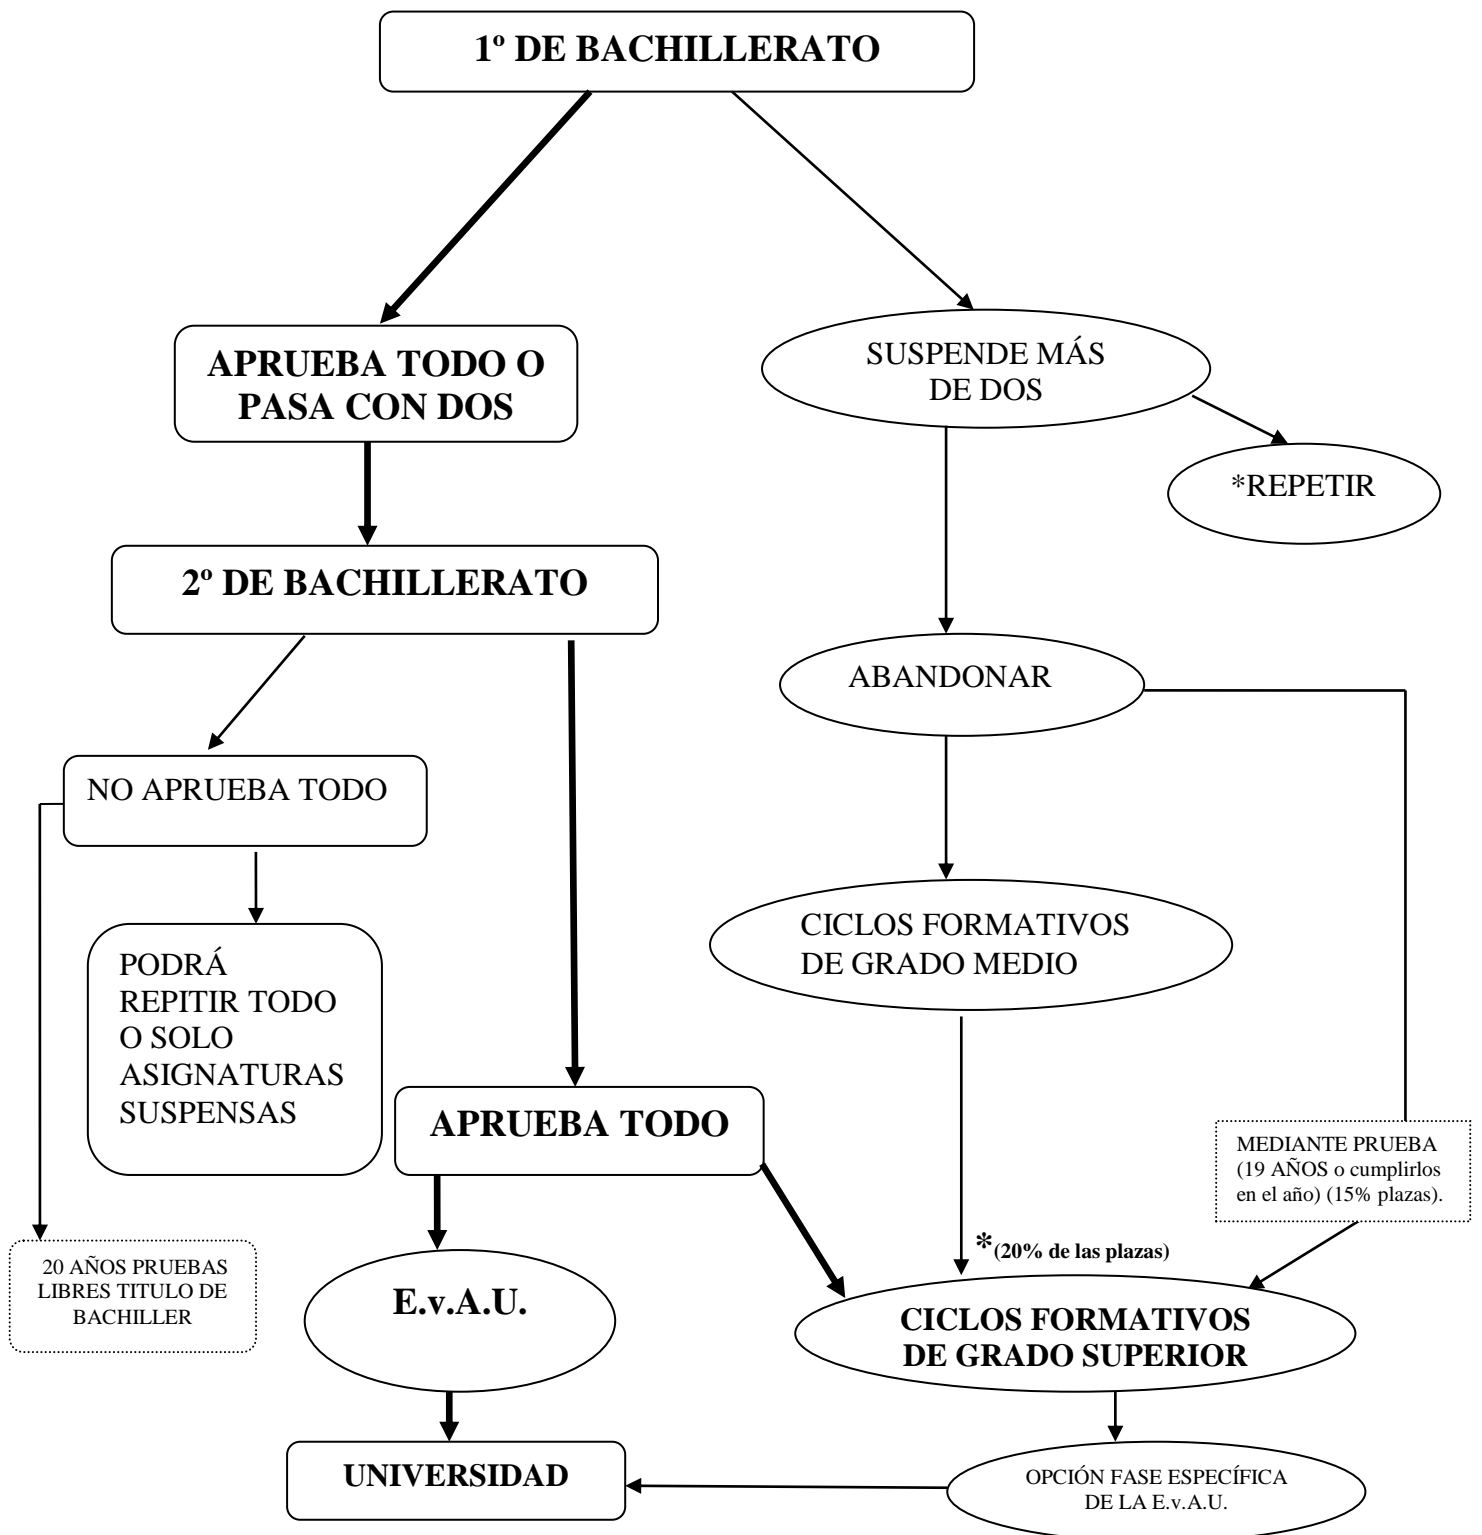 1º DE BACHILLERATO
APRUEBA TODO O
PASA CON DOS
SUSPENDE MÁS
DE DOS
*REPETIR
2º DE BACHILLERATO
ABANDONAR
NO APRUEBA TODO
CICLOS FORMATIVOS
DE GRADO MEDIO
PODRÁ
REPITIR TODO
O SOLO
ASIGNATURAS
SUSPENSAS
APRUEBA TODO
MEDIANTE PRUEBA
(19 AÑOS o cumplirlos
en el año) (15% plazas).
*(20% de las plazas)
20 AÑOS PRUEBAS
LIBRES TITULO DE
BACHILLER
E.v.A.U.
CICLOS FORMATIVOS
DE GRADO SUPERIOR
UNIVERSIDAD
OPCIÓN FASE ESPECÍFICA
DE LA E.v.A.U.